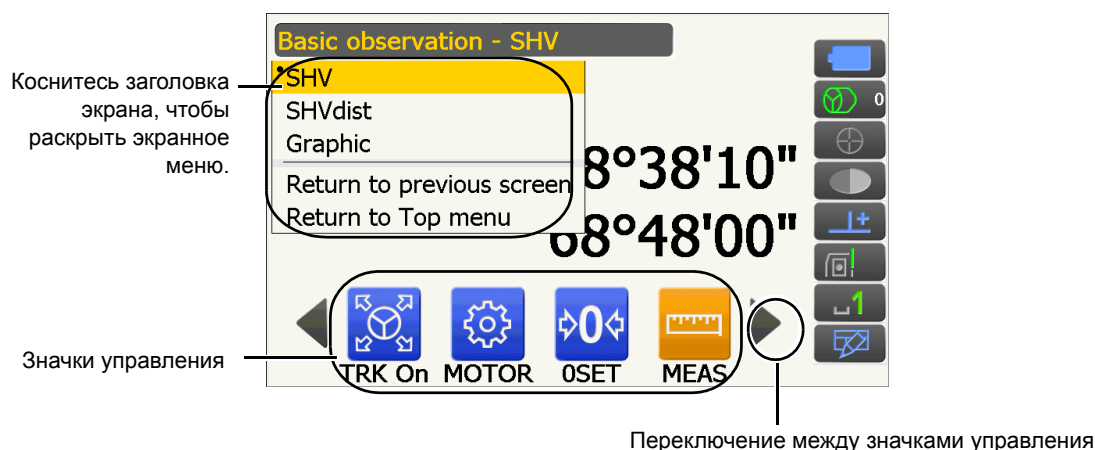 Basic observation - SHV
Коснитесь заголовка
экрана, чтобы
раскрыть экранное
меню.
SHV
SHVdist
Graphic
Return to previous screen
Return to Top menu
8°38'10"
68°48'00"
0
1
Значки управления
0
TRK On MOTOR 0SET MEAS
Переключение между значками управления